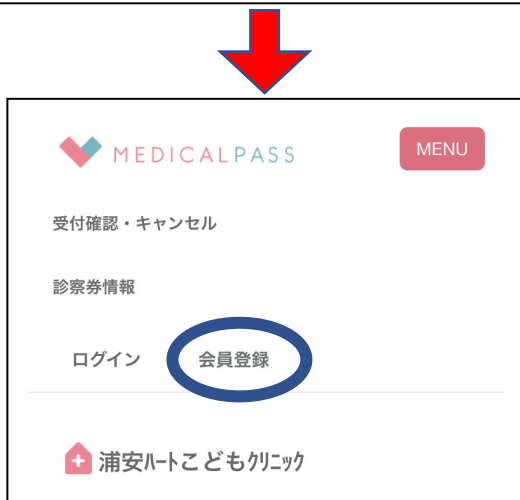 MEDICALPASS
MENU
受付確認・キャンセル
診察券情報
ログイン
会員登録
浦安ハートこどもクリニック